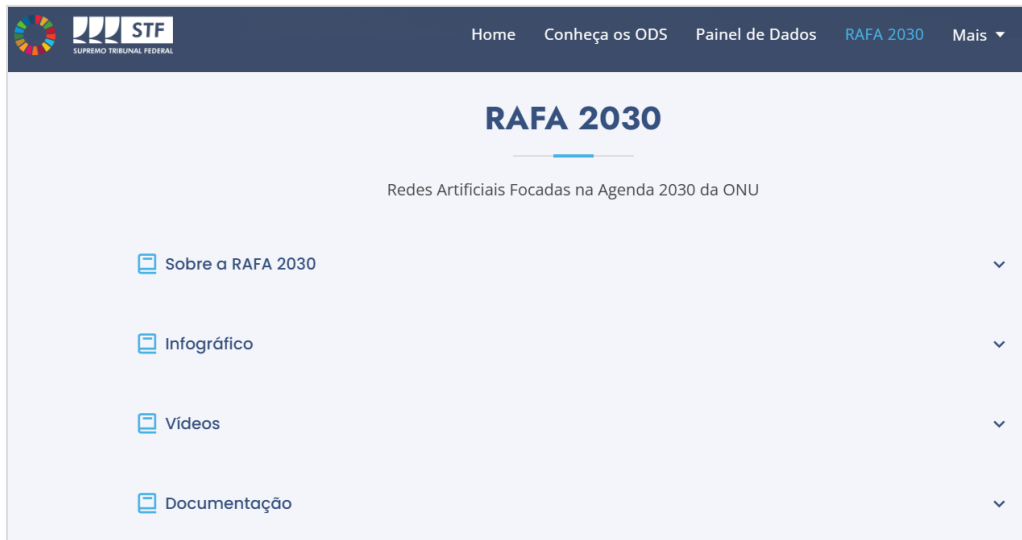 STF
SUPREMO TRIBUNAL FEDERAL
Home Conheça os ODS Painel de Dados RAFA 2030 Mais
RAFA 2030
Redes Artificiais Focadas na Agenda 2030 da ONU
Sobre a RAFA 2030
Infográfico
Vídeos
Documentação